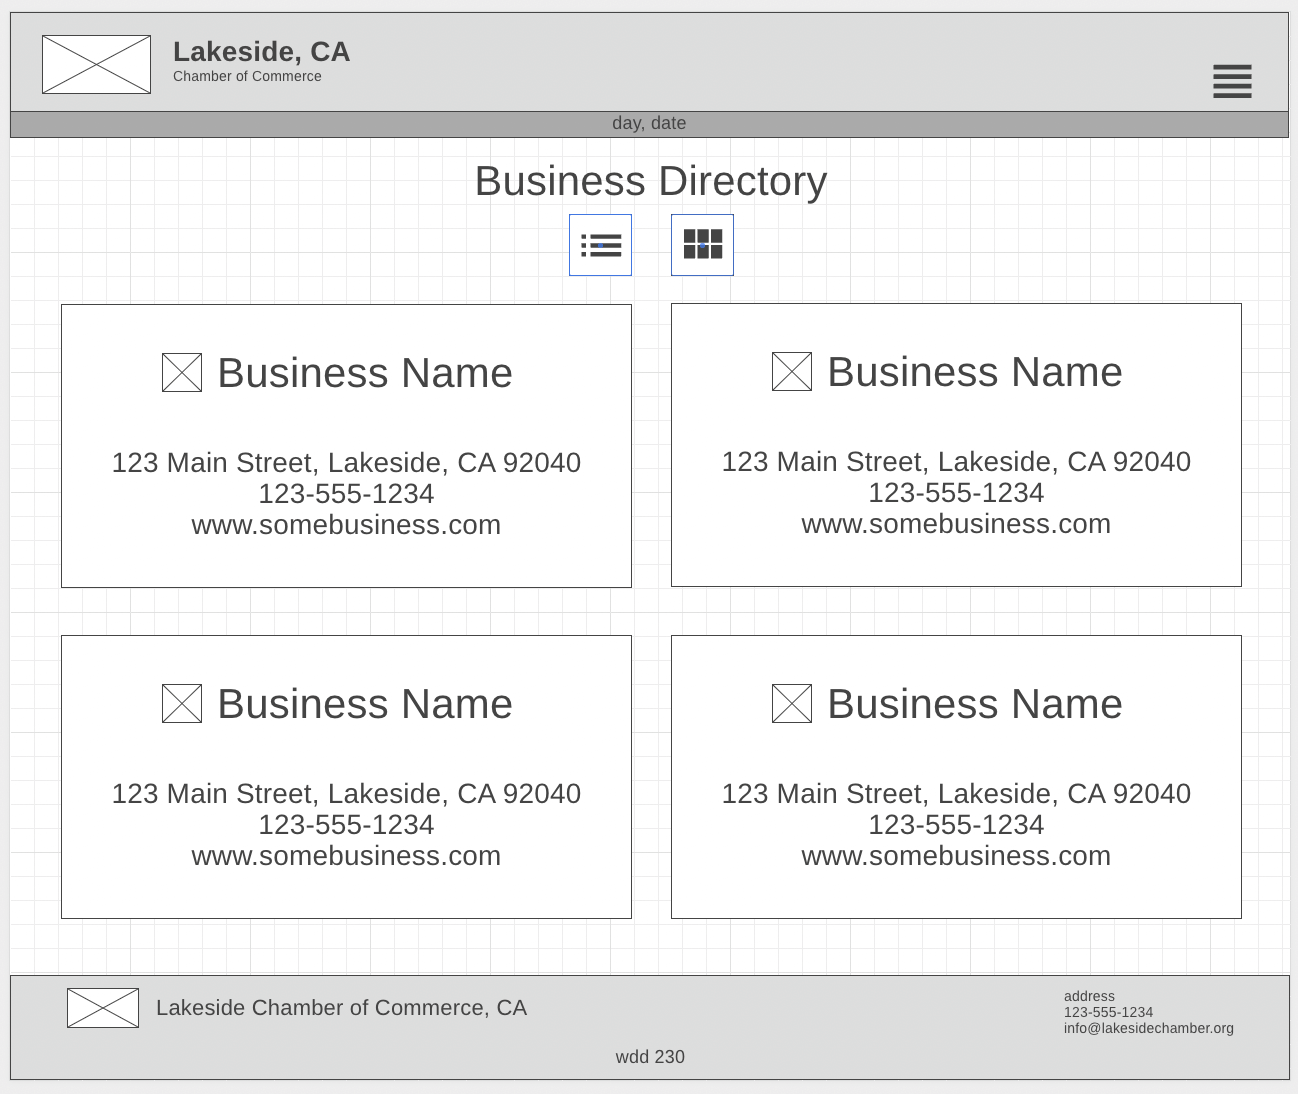 Lakeside, CA
Chamber of Commerce
day, date
Business Directory
Business Name
123 Main Street, Lakeside, CA 92040
123-555-1234
www.somebusiness.com
Business Name
123 Main Street, Lakeside, CA 92040
123-555-1234
www.somebusiness.com
Business Name
123 Main Street, Lakeside, CA 92040
123-555-1234
www.somebusiness.com
Business Name
123 Main Street, Lakeside, CA 92040
123-555-1234
www.somebusiness.com
Lakeside Chamber of Commerce, CA
address
123-555-1234
info@lakesidechamber.org
wdd 230